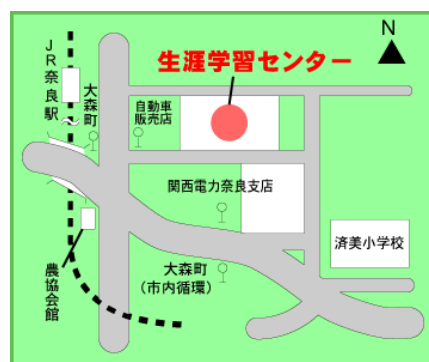 N
JR奈良駅
大森町
生涯学習センター
自動車
販売店
関西電力奈良支店
済美小学校
大森町
(市内循環)
農協会館